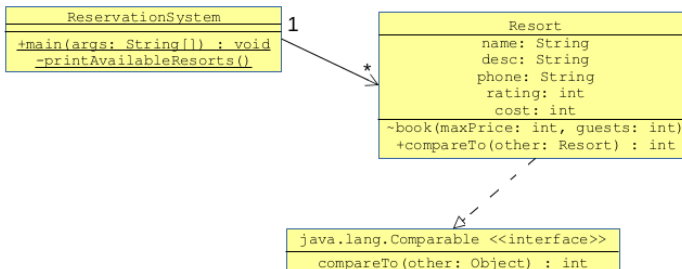 ReservationSystem
+main(args: String[]) : void
-printAvailableResorts()
1
*
Resort
name: String
desc: String
phone: String
rating: int
cost: int
~book(maxPrice: int, guests: int)
+compareTo(other: Resort) : int
java.lang.Comparable <<interface>>
compareTo(other: Object) : int